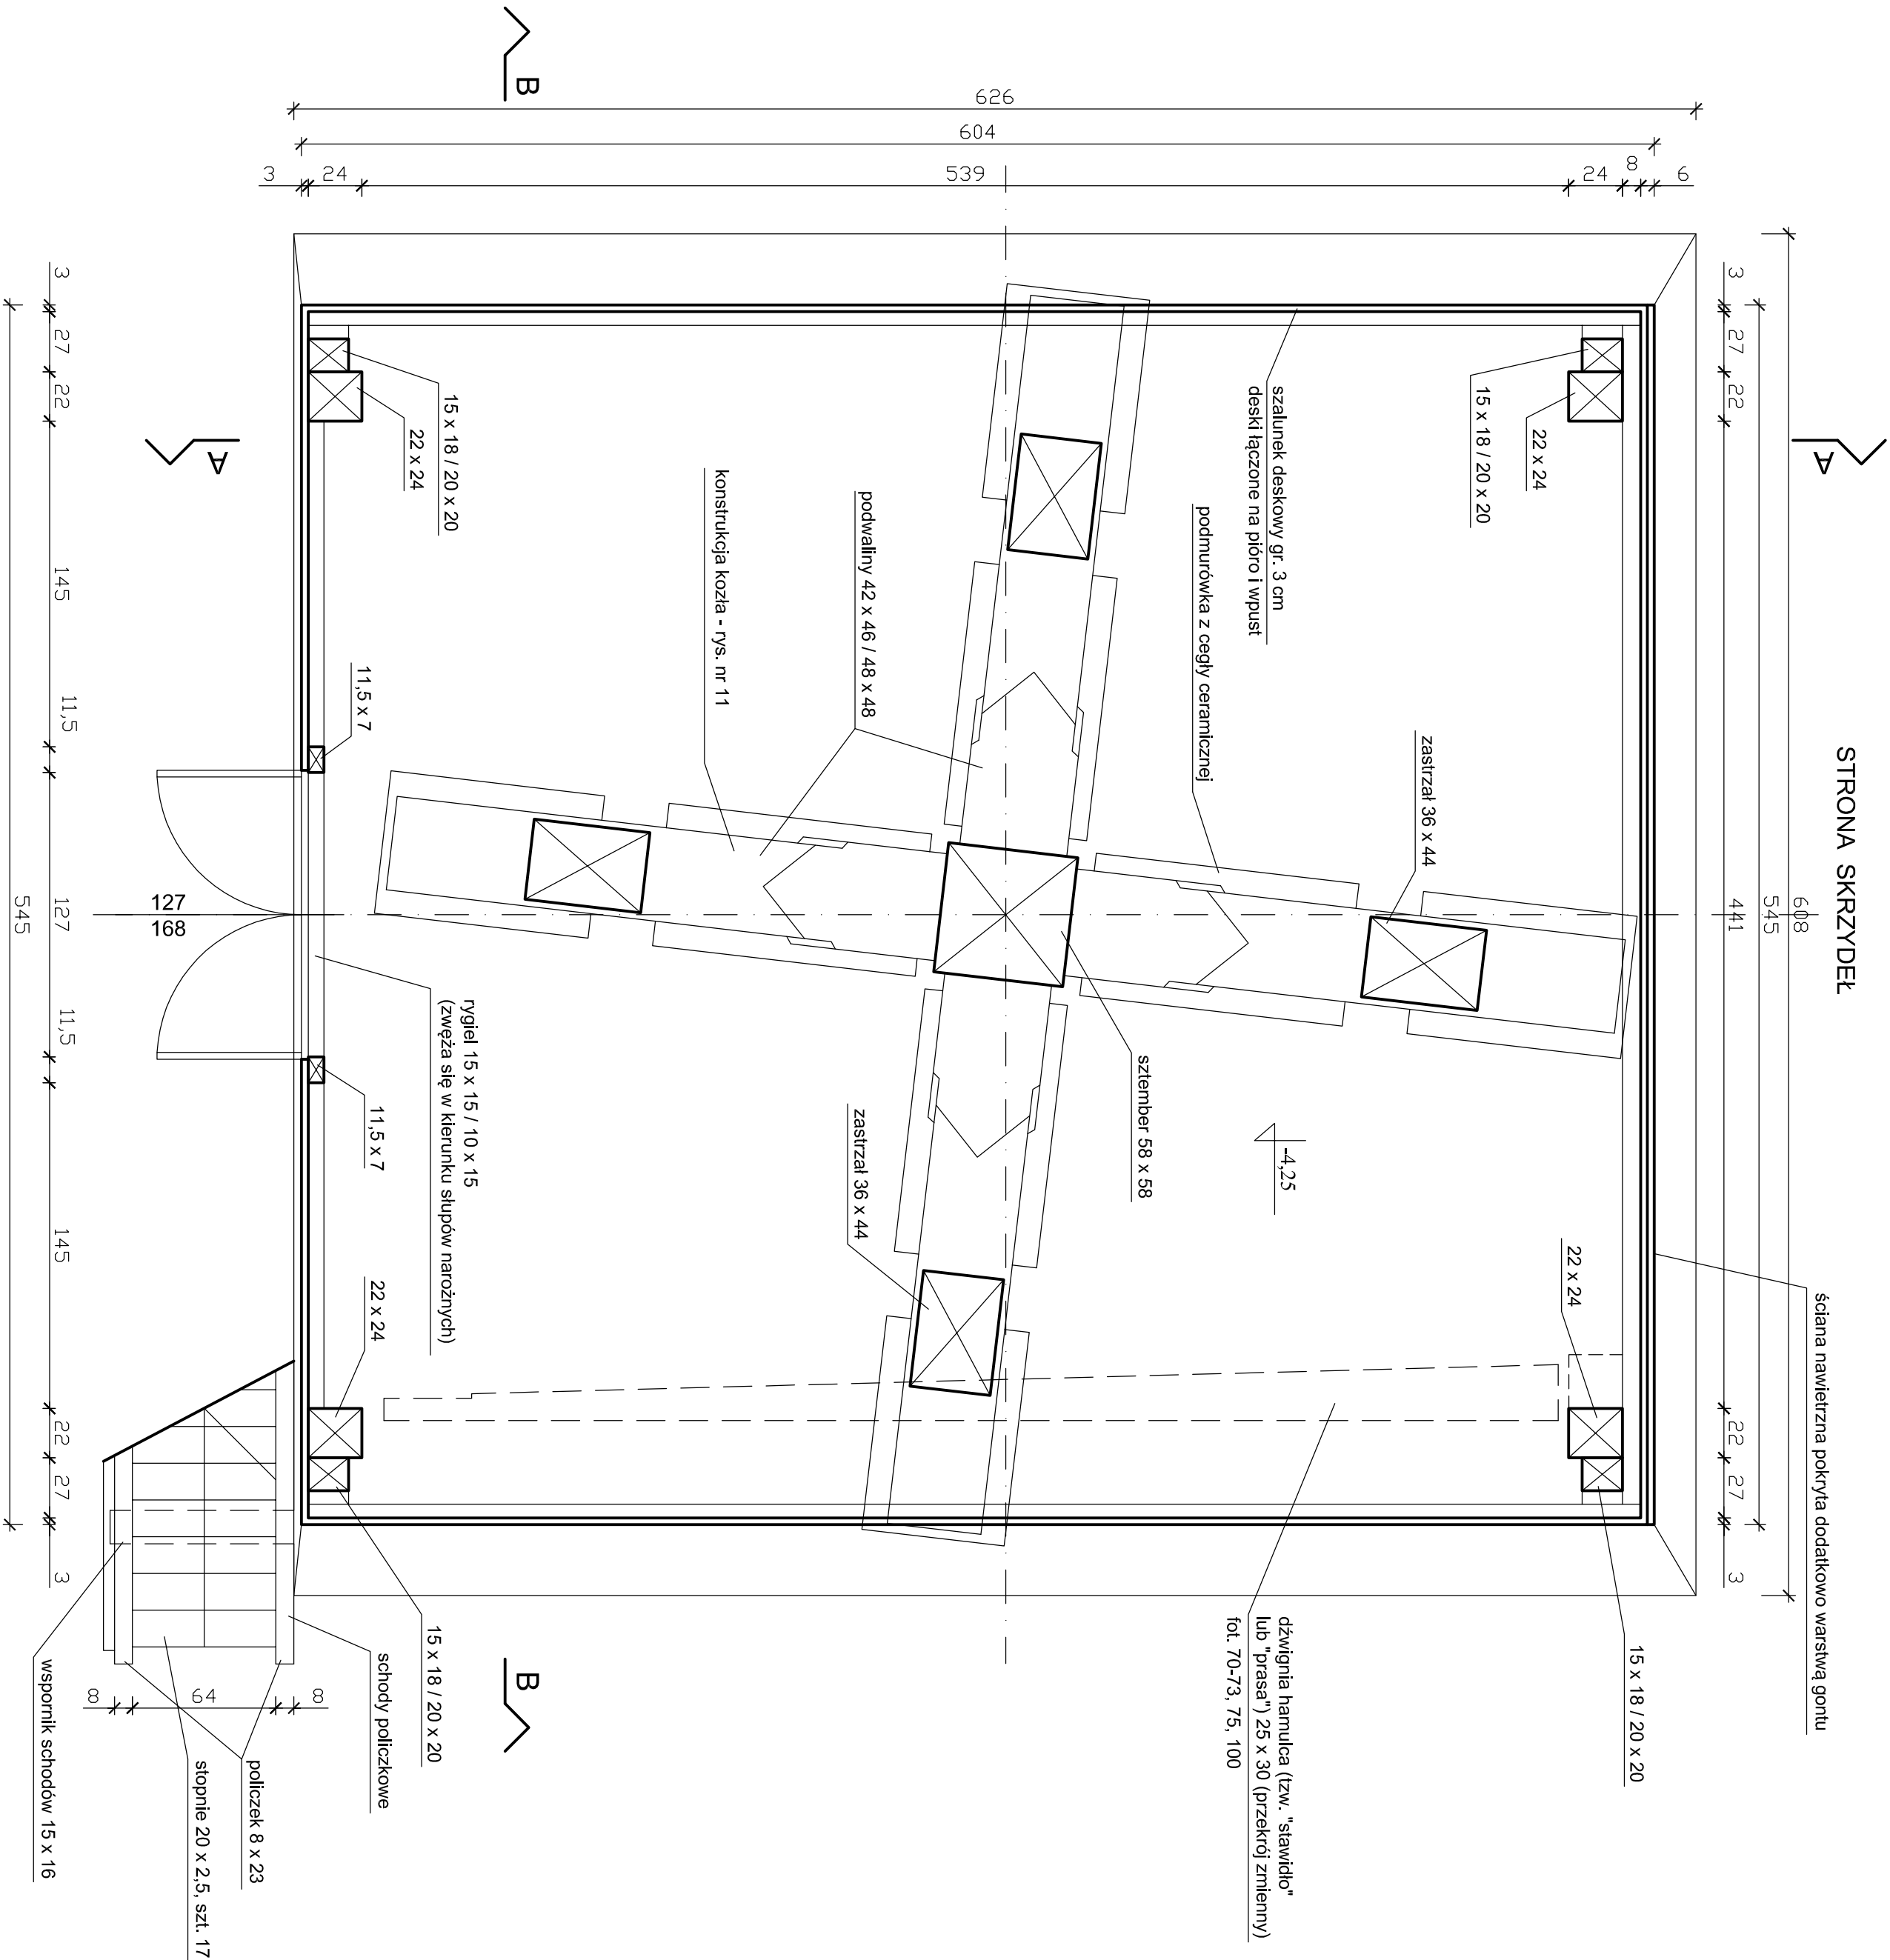 STRONA SKRZYDEŁ
608
545
3
27
22
441
22
27
3
A
A
B
B
626
604
3
24
539
24
8
6
ściana nawietrzna pokryta dodatkowo warstwą gontu
22 x 24
15 x 18 / 20 x 20
22 x 24
15 x 18 / 20 x 20
szalunek deskowy gr. 3 cm
deski łączone na pióro i wpust
podmurówka z cegły ceramicznej
zastrzał 36 x 44
-4,25
sztember 58 x 58
dźwignia hamulca (tzw. "stawidło"
lub "prasa") 25 x 30 (przekrój zmienny)
fot. 70-73, 75, 100
podwaliny 42 x 46 / 48 x 48
konstrukcja kozła - rys. nr 11
zastrzał 36 x 44
15 x 18 / 20 x 20
22 x 24
11,5 x 7
rygiel 15 x 15 / 10 x 15
(zwęża się w kierunku słupów narożnych)
11,5 x 7
22 x 24
15 x 18 / 20 x 20
schody policzkowe
policzek 8 x 23
stopnie 20 x 2,5, szt. 17
wspornik schodów 15 x 16
8
64
8
127
168
3
27
22
145
11,5
127
11,5
145
22
27
3
545